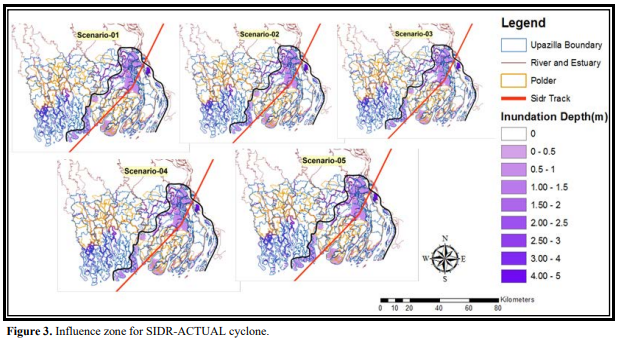 Scenario-01
Scenario-02
Scenario-03
Scenario-04
Scenario-05
Legend
Upazilla Boundary
River and Estuary
Polder
Sidr Track
Inundation Depth(m)
0
0 - 0.5
0.5 - 1
1.00 - 1.5
1.50 - 2
2.00 - 2.5
2.50 - 3
3.00 - 4
4.00 - 5
N
W
E
S
Kilometers
0 10 20 40 60 80
Figure 3. Influence zone for SIDR-ACTUAL cyclone.